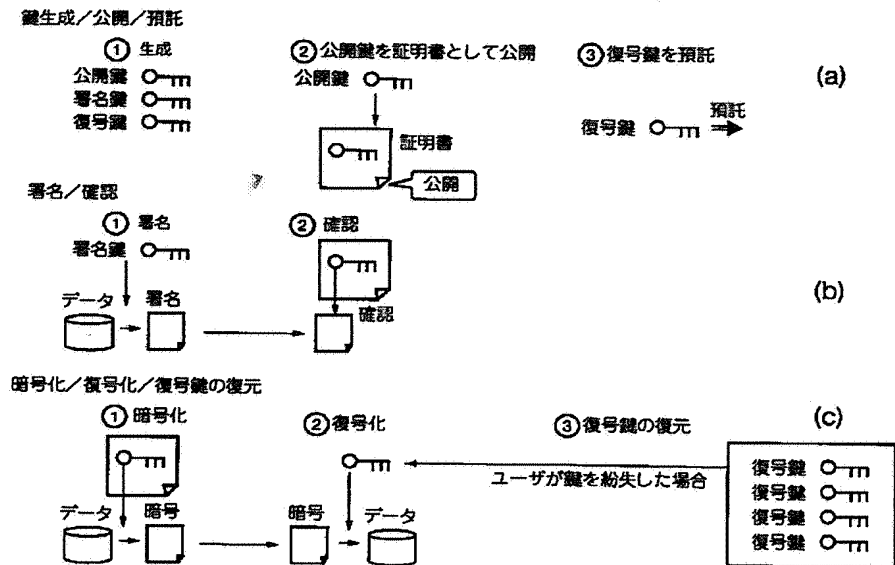 鍵生成/公開/預託
① 生成
② 公開鍵を証明書として公開
③ 復号鍵を預託
(a)
公開鍵
署名鍵
復号鍵
公開鍵
証明書
公開
復号鍵
預託
署名/確認
① 署名
② 確認
(b)
署名鍵
データ
署名
確認
暗号化/復号化/復号鍵の復元
① 暗号化
② 復号化
③ 復号鍵の復元
(c)
ユーザが鍵を紛失した場合
復号鍵
復号鍵
復号鍵
復号鍵
データ
暗号
暗号
データ